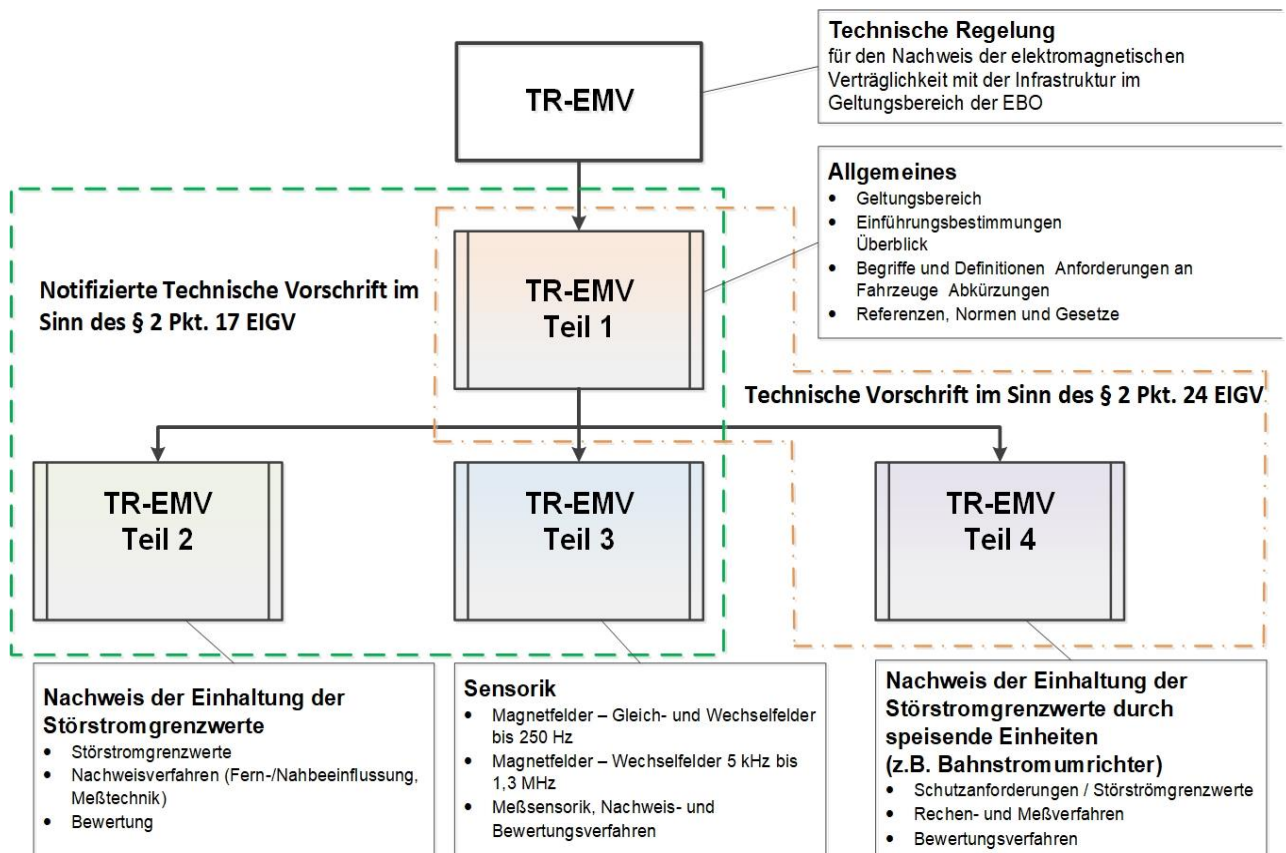 TR-EMV
Technische Regelung
für den Nachweis der elektromagnetischen
Verträglichkeit mit der Infrastruktur im
Geltungsbereich der EBO
Allgemeines
• Geltungsbereich
• Einführungsbestimmungen
Überblick
• Begriffe und Definitionen Anforderungen an
Fahrzeuge Abkürzungen
• Referenzen, Normen und Gesetze
Notifizierte Technische Vorschrift im
Sinn des § 2 Pkt. 17 EIGV
TR-EMV
Teil 1
Technische Vorschrift im Sinn des § 2 Pkt. 24 EIGV
TR-EMV
Teil 2
TR-EMV
Teil 3
TR-EMV
Teil 4
Nachweis der Einhaltung der
Störstromgrenzwerte
• Störstromgrenzwerte
• Nachweisverfahren (Fern-/Nahbeeinflussung,
Meßtechnik)
• Bewertung
Sensorik
• Magnetfelder – Gleich- und Wechselfelder
bis 250 Hz
• Magnetfelder – Wechselfelder 5 kHz bis
1,3 MHz
• Meßsensorik, Nachweis- und
Bewertungsverfahren
Nachweis der Einhaltung der
Störstromgrenzwerte durch
speisende Einheiten
(z.B. Bahnstromumrichter)
• Schutzanforderungen / Störströmgrenzwerte
• Rechen- und Meßverfahren
• Bewertungsverfahren